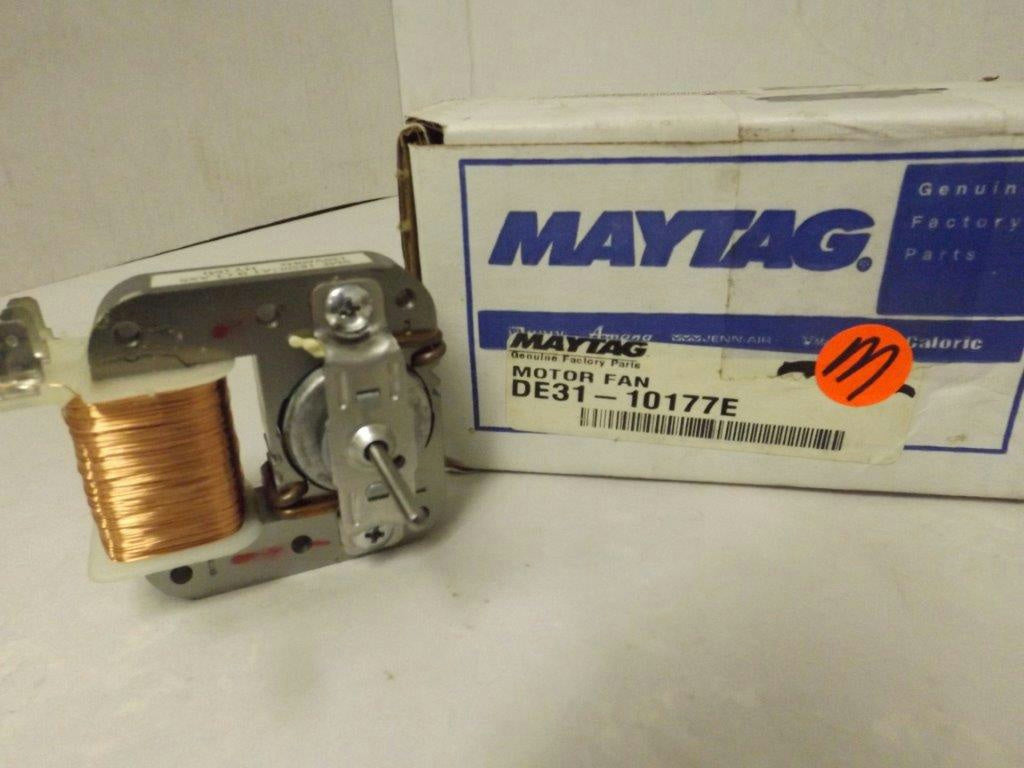 MAYTAG®
Genuin
Factory
Parts
Amana JENN-AIR Caloric
MAYTAG
Genuine Factory Parts
MOTOR FAN
DE31-10177E
m